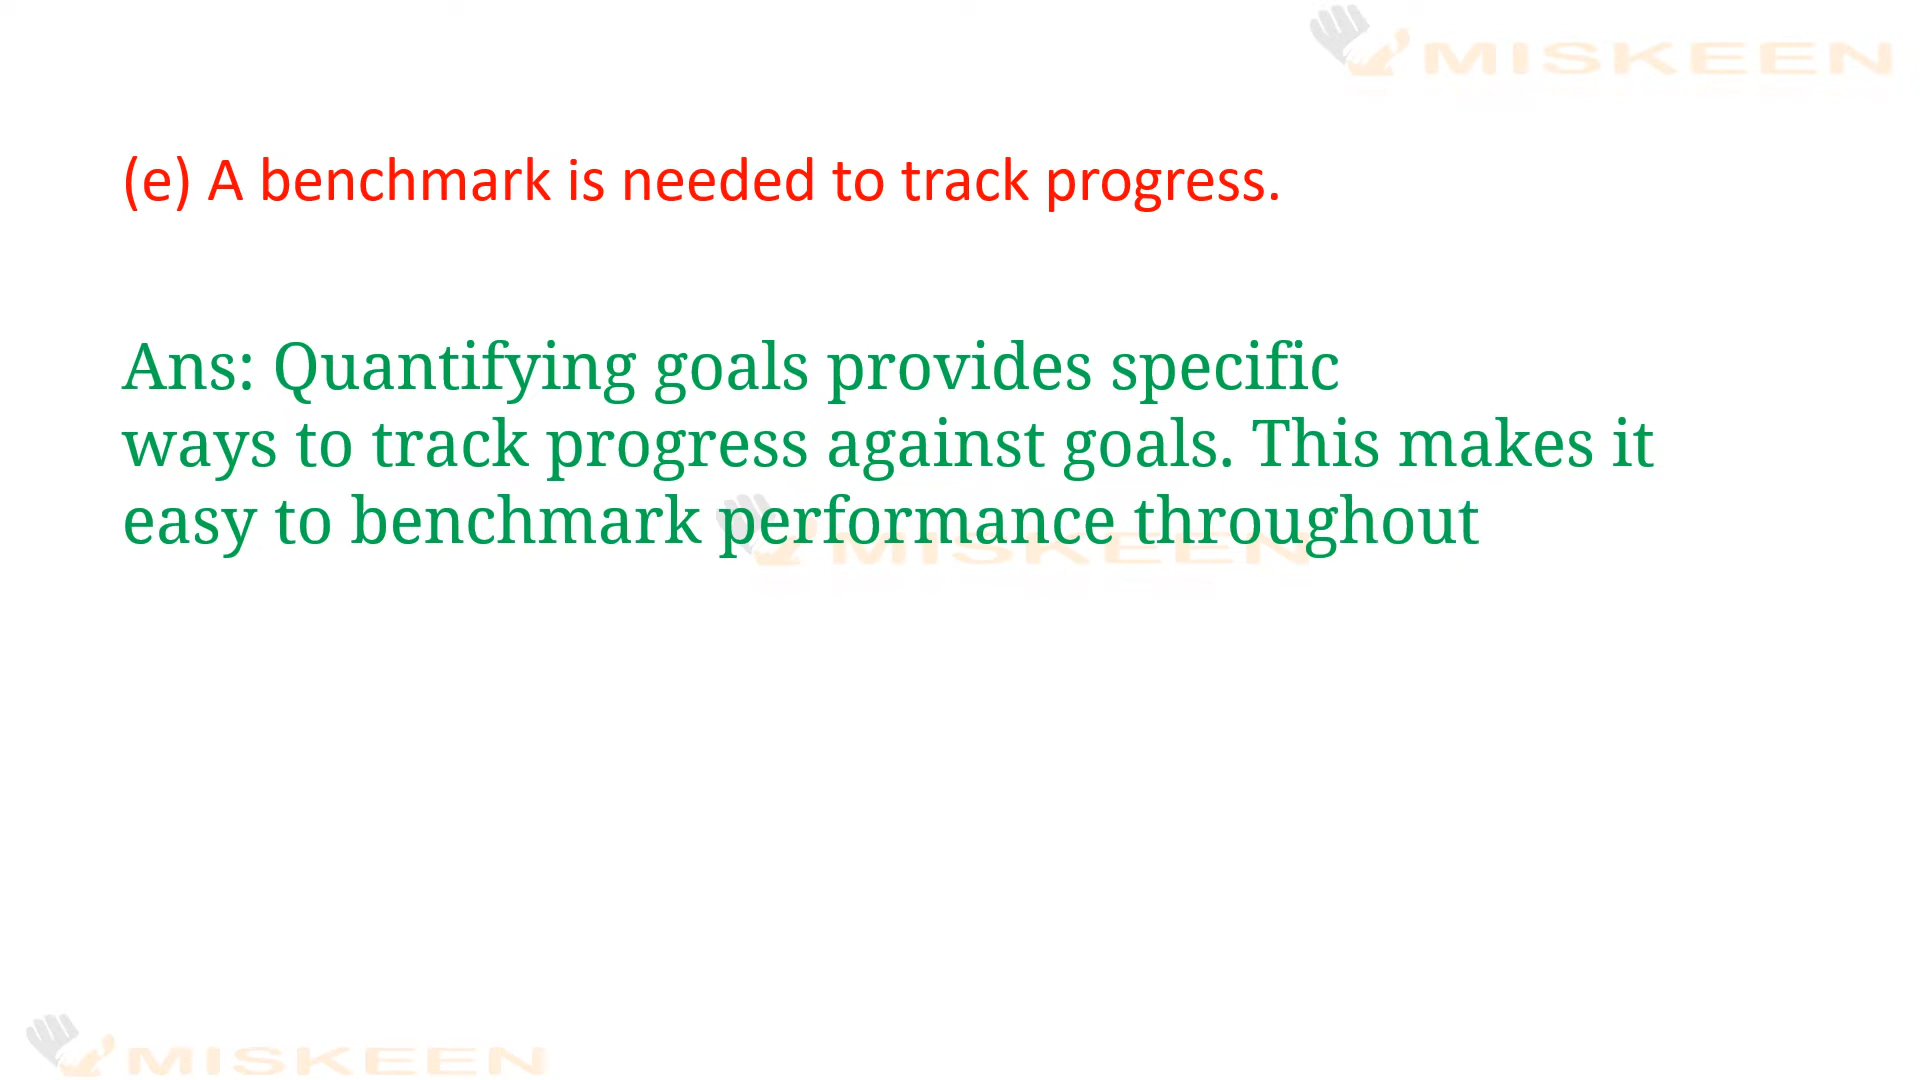 MISKEEN
(e) A benchmark is needed to track progress.
Ans: Quantifying goals provides specific
ways to track progress against goals. This makes it
easy to benchmark performance throughout
MISKEEN
MISKEEN